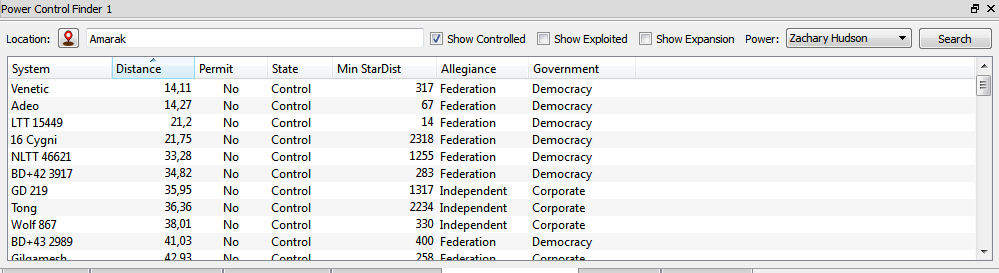 Power Control Finder 1
Location: Amarak Show Controlled Show Exploited Show Expansion Power: Zachary Hudson Search
System Distance Permit State Min StarDist Allegiance Government
Venetic 14,11 No Control 317 Federation Democracy
Adeo 14,27 No Control 67 Federation Democracy
LTT 15449 21,2 No Control 14 Federation Democracy
16 Cygni 21,75 No Control 2318 Federation Democracy
NLTT 46621 33,28 No Control 1255 Federation Democracy
BD+42 3917 34,82 No Control 283 Federation Democracy
GD 219 35,95 No Control 1317 Independent Corporate
Tong 36,36 No Control 2234 Independent Corporate
Wolf 867 38,01 No Control 330 Independent Corporate
BD+43 2989 41,03 No Control 400 Federation Democracy
Gilgamesh 42,93 No Control 258 Federation Corporate